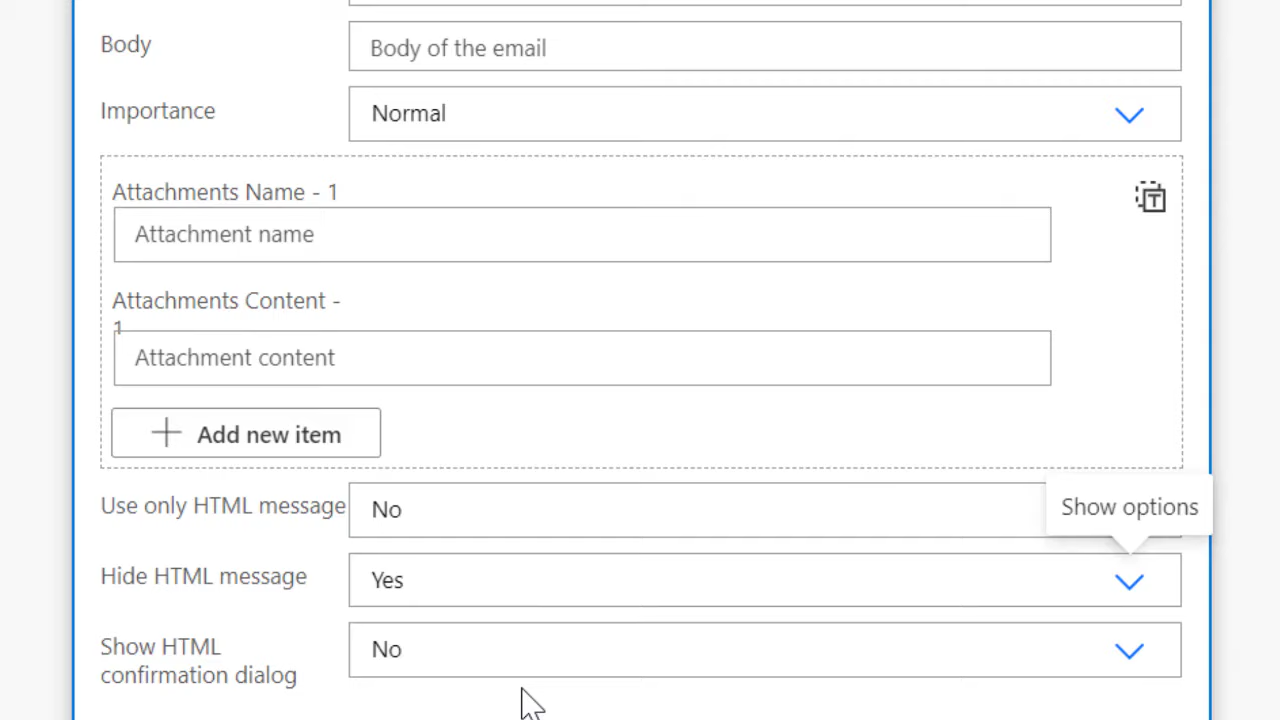 Body
Body of the email
Importance
Normal
Attachments Name - 1
Attachment name
Attachments Content -
1
Attachment content
Add new item
Use only HTML message
No
Show options
Hide HTML message
Yes
Show HTML
confirmation dialog
No